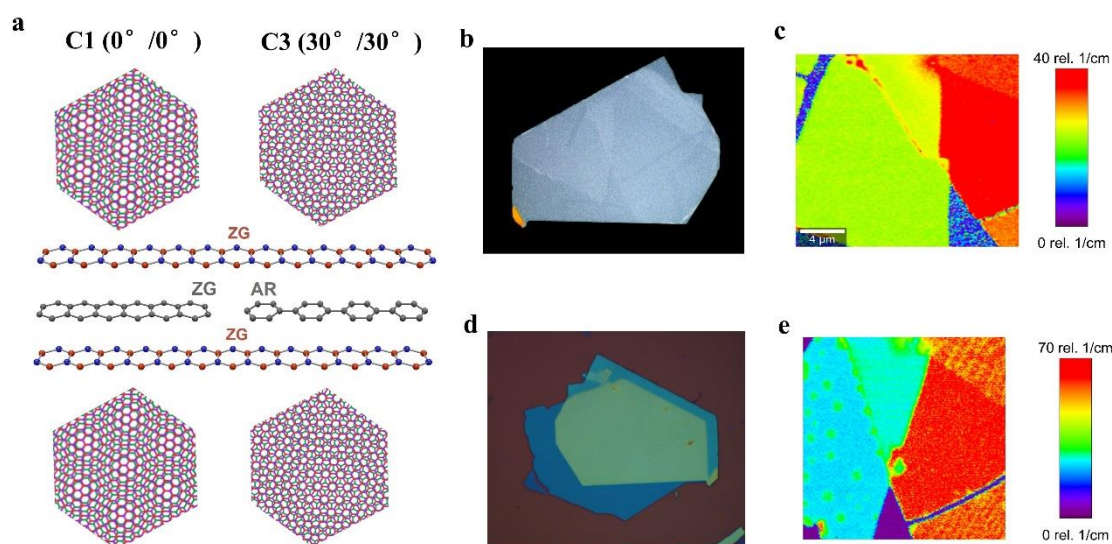 a
C1 (0° /0° )
C3 (30° /30° )
ZG
ZG
AR
ZG
b
c
40 rel. 1/cm
4 µm
0 rel. 1/cm
d
e
70 rel. 1/cm
0 rel. 1/cm